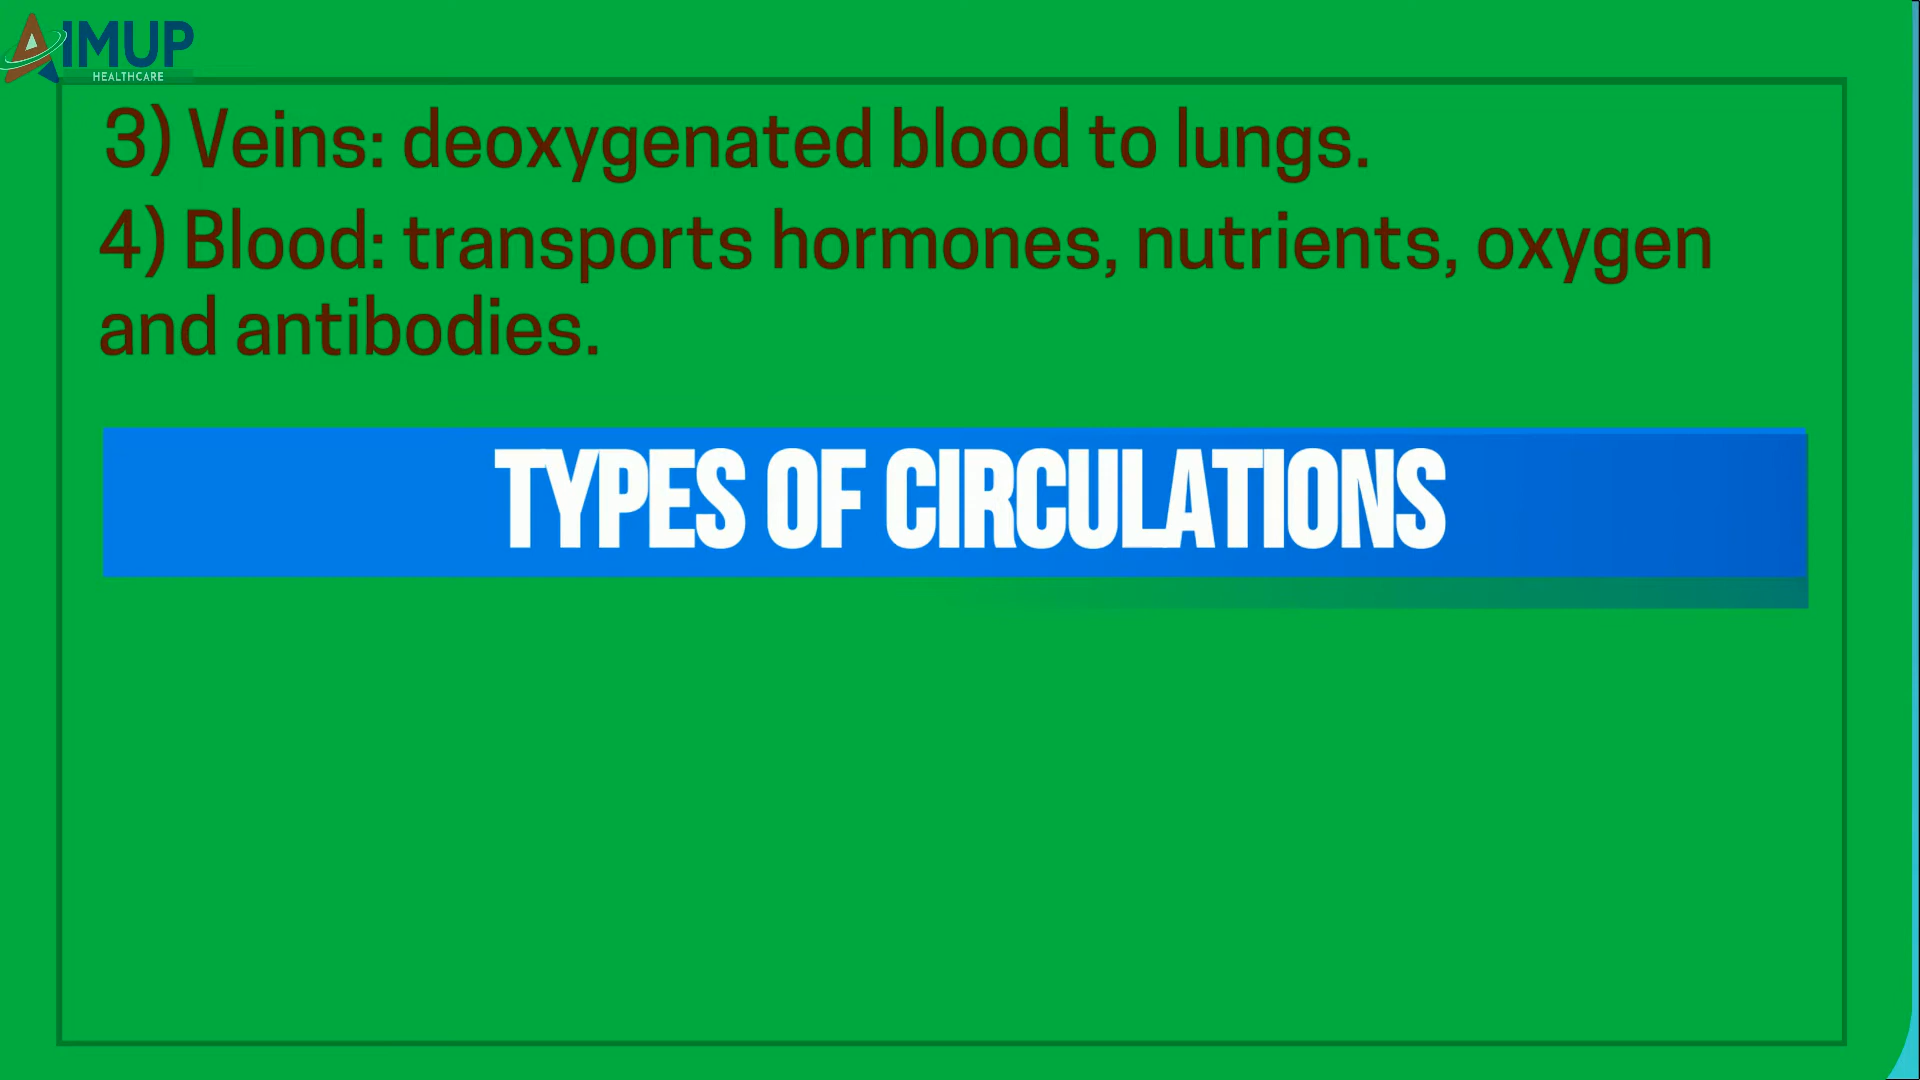 AIMUP
HEALTHCARE
3) Veins: deoxygenated blood to lungs.
4) Blood: transports hormones, nutrients, oxygen
and antibodies.
TYPES OF CIRCULATIONS